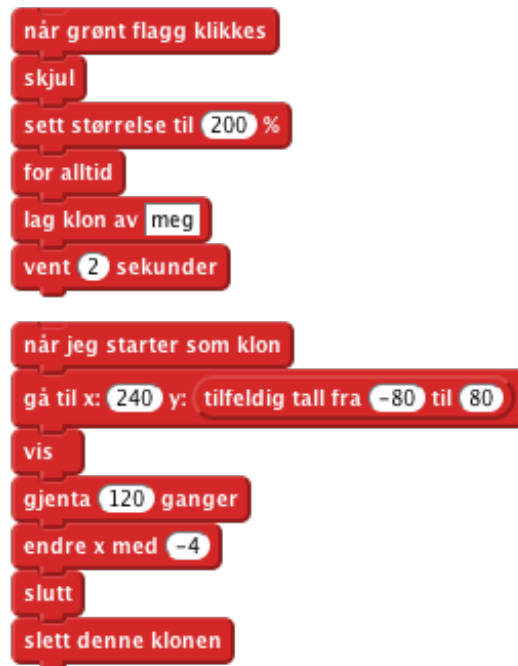 når grønt flagg klikkes
skjul
sett størrelse til 200 %
for alltid
lag klon av meg
vent 2 sekunder
når jeg starter som klon
gå til x: 240 y: tilfeldig tall fra -80 til 80
vis
gjenta 120 ganger
endre x med -4
slutt
slett denne klonen